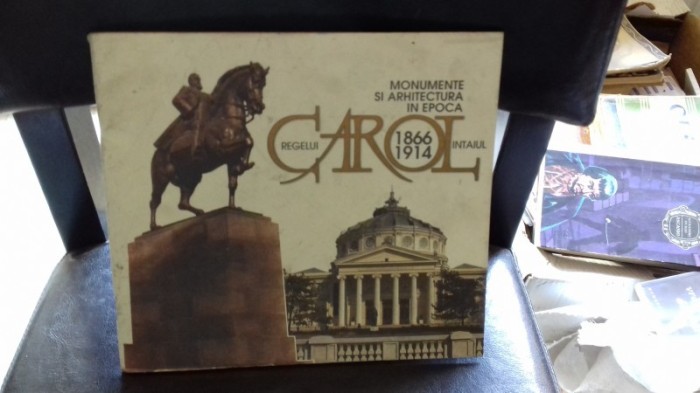 MONUMENTE
SI ARHITECTURA
IN EPOCA
REGELUI CAROL INTAIUL
1866
1914